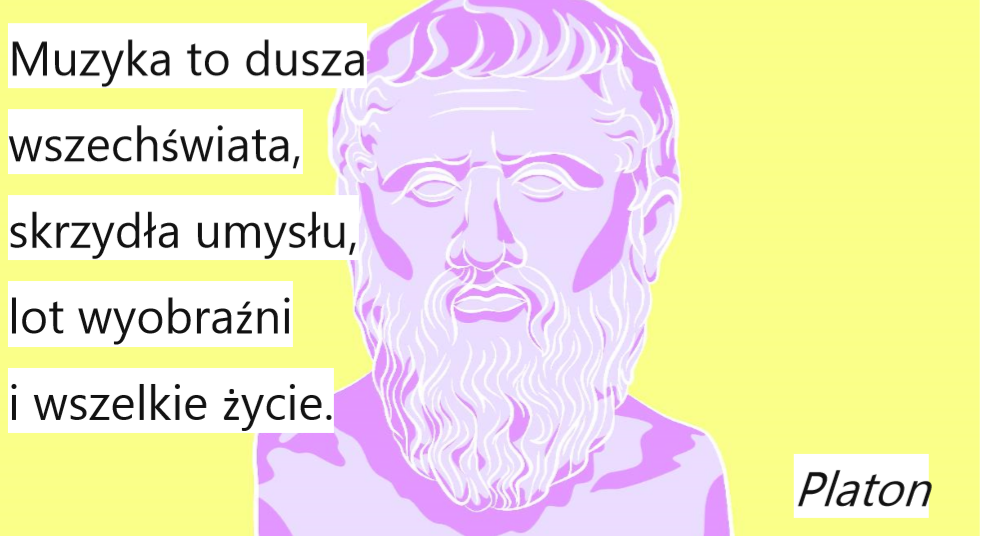 Muzyka to dusza
wszechświata,
skrzydła umysłu,
lot wyobraźni
i wszelkie życie.
Platon